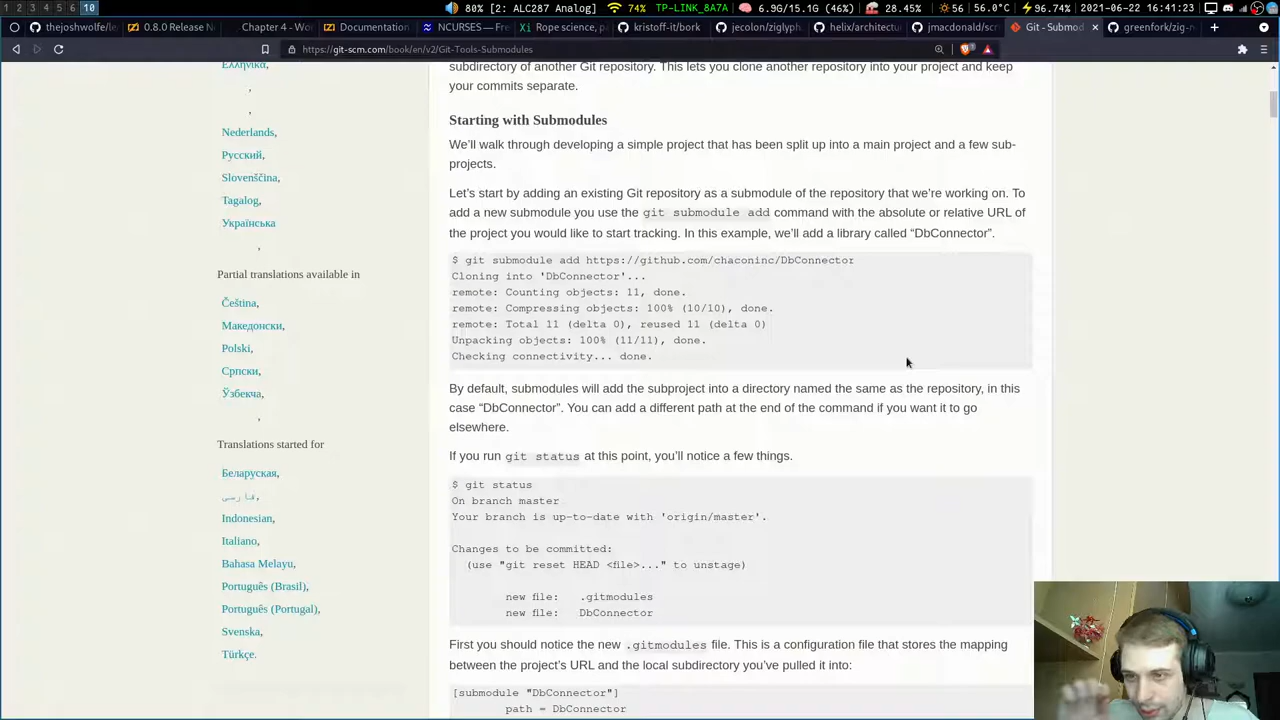 1 2 3 4 5 6 10
80% [2] ALC287 Analog] 74% TP-LINK_8A7A 6.9G/15.1G (46%) 28.45% 56 56.0°C 96.74% 2021-06-22 16:41:23
thejoshwolfe/le 0.8.0 Release N Chapter 4 - Wo Documentation NCURSES - Pro Rope science, p kristoff-it/bork jecolon/ziglyph helix/architectu jmacdonald/scr Git - Submod greenfork/zig-n
https://git-scm.com/book/en/v2/Git-Tools-Submodules
subdirectory of another Git repository. This lets you clone another repository into your project and keep
your commits separate.
Starting with Submodules
We'll walk through developing a simple project that has been split up into a main project and a few sub-
projects.
Let's start by adding an existing Git repository as a submodule of the repository that we're working on. To
add a new submodule you use the git submodule add command with the absolute or relative URL of
the project you would like to start tracking. In this example, we'll add a library called “DbConnector”.
$ git submodule add https://github.com/chaconinc/DbConnector
Cloning into 'DbConnector'...
remote: Counting objects: 11, done.
remote: Compressing objects: 100% (10/10), done.
remote: Total 11 (delta 0), reused 11 (delta 0)
Unpacking objects: 100% (11/11), done.
Checking connectivity... done.
By default, submodules will add the subproject into a directory named the same as the repository, in this
case “DbConnector”. You can add a different path at the end of the command if you want it to go
elsewhere.
If you run git status at this point, you'll notice a few things.
$ git status
On branch master
Your branch is up-to-date with 'origin/master'.
Changes to be committed:
(use "git reset HEAD <file>..." to unstage)
new file: .gitmodules
new file: DbConnector
First you should notice the new .gitmodules file. This is a configuration file that stores the mapping
between the project's URL and the local subdirectory you've pulled it into:
[submodule "DbConnector"]
path = DbConnector
Ελληνικά,
,
,
Nederlands,
Русский,
Slovenščina,
Tagalog,
Українська
,
Partial translations available in
Čeština,
Македонски,
Polski,
Српски,
Ўзбекча,
,
Translations started for
Беларуская,
فارسی,
Indonesian,
Italiano,
Bahasa Melayu,
Português (Brasil),
Português (Portugal),
Svenska,
Türkçe.